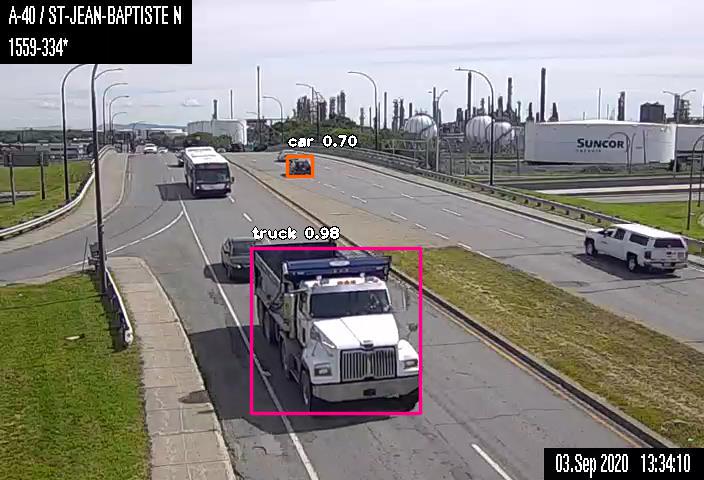 A-40 / ST-JEAN-BAPTISTE N
1559-334*
car 0.70
SUNCOR
truck 0.98
03.Sep 2020 13:34:10